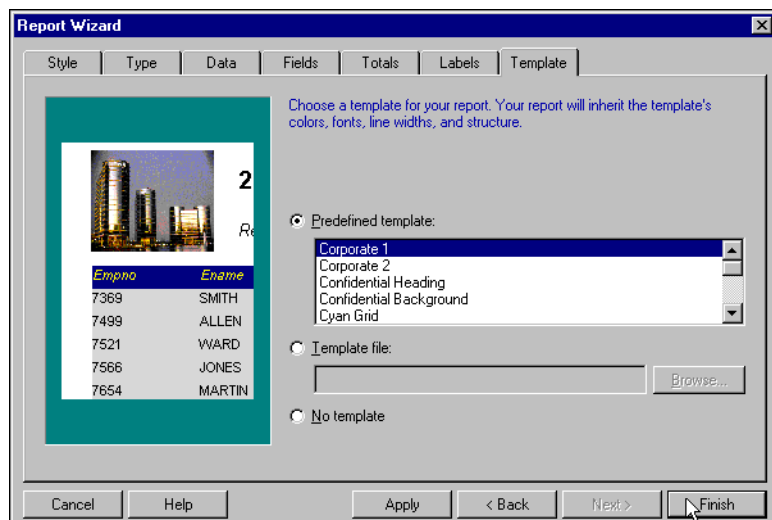 Report Wizard
Style Type Data Fields Totals Labels Template
Choose a template for your report. Your report will inherit the template's
colors, fonts, line widths, and structure.
2
Re
Empno Ename
7369 SMITH
7499 ALLEN
7521 WARD
7566 JONES
7654 MARTIN
Predefined template:
Corporate 1
Corporate 2
Confidential Heading
Confidential Background
Cyan Grid
Template file:
Browse...
No template
Cancel Help Apply < Back Next > Finish